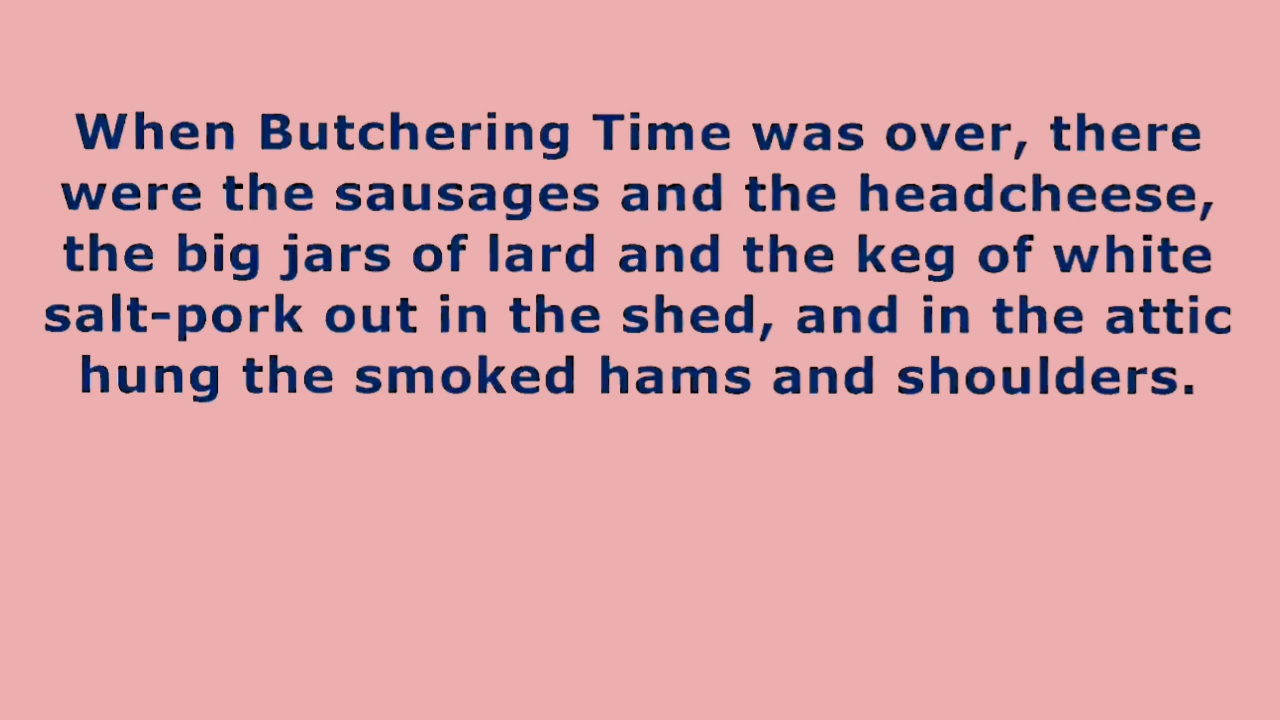 When Butchering Time was over, there
were the sausages and the headcheese,
the big jars of lard and the keg of white
salt-pork out in the shed, and in the attic
hung the smoked hams and shoulders.